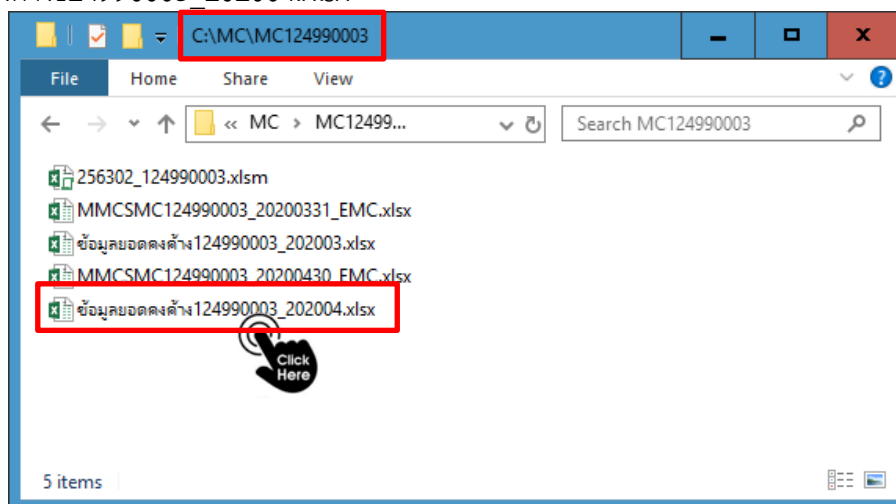 C:\MC\MC124990003
File Home Share View
« MC > MC12499...
Search MC124990003
256302_124990003.xlsm
MMCSMC124990003_20200331_EMC.xlsx
ข้อมูลยอดคงค้าง124990003_202003.xlsx
MMCSMC124990003_20200430_EMC.xlsx
ข้อมูลยอดคงค้าง124990003_202004.xlsx
Click
Here
5 items